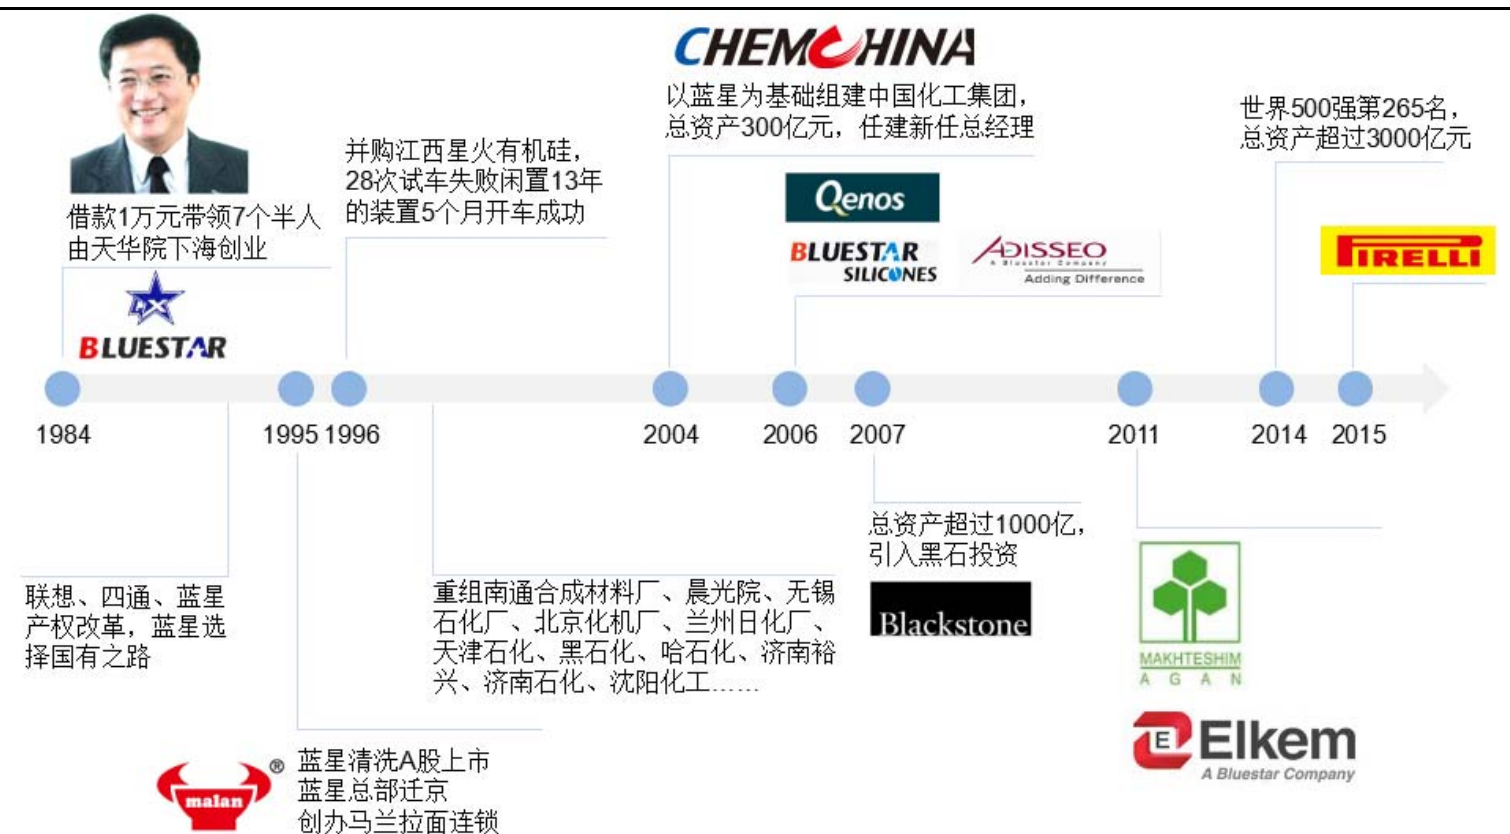 借款1万元带领7个半人
由天华院下海创业
LX
BLUESTAR
并购江西星火有机硅,
28次试车失败闲置13年
的装置5个月开车成功
CHEMCHINA
以蓝星为基础组建中国化工集团,
总资产300亿元, 任建新任总经理
Qenos
BLUESTAR
SILICONES
ADISSEO
A Bluestar Company
Adding Difference
世界500强第265名,
总资产超过3000亿元
PIRELLI
1984
1995
1996
2004
2006
2007
2011
2014
2015
联想、四通、蓝星
产权改革, 蓝星选
择国有之路
malan
®
蓝星清洗A股上市
蓝星总部迁京
创办马兰拉面连锁
重组南通合成材料厂、晨光院、无锡
石化厂、北京化机厂、兰州日化厂、
天津石化、黑石化、哈石化、济南裕
兴、济南石化、沈阳化工……
总资产超过1000亿,
引入黑石投资
Blackstone
MAKHTESHIM
AGAN
E
Elkem
A Bluestar Company